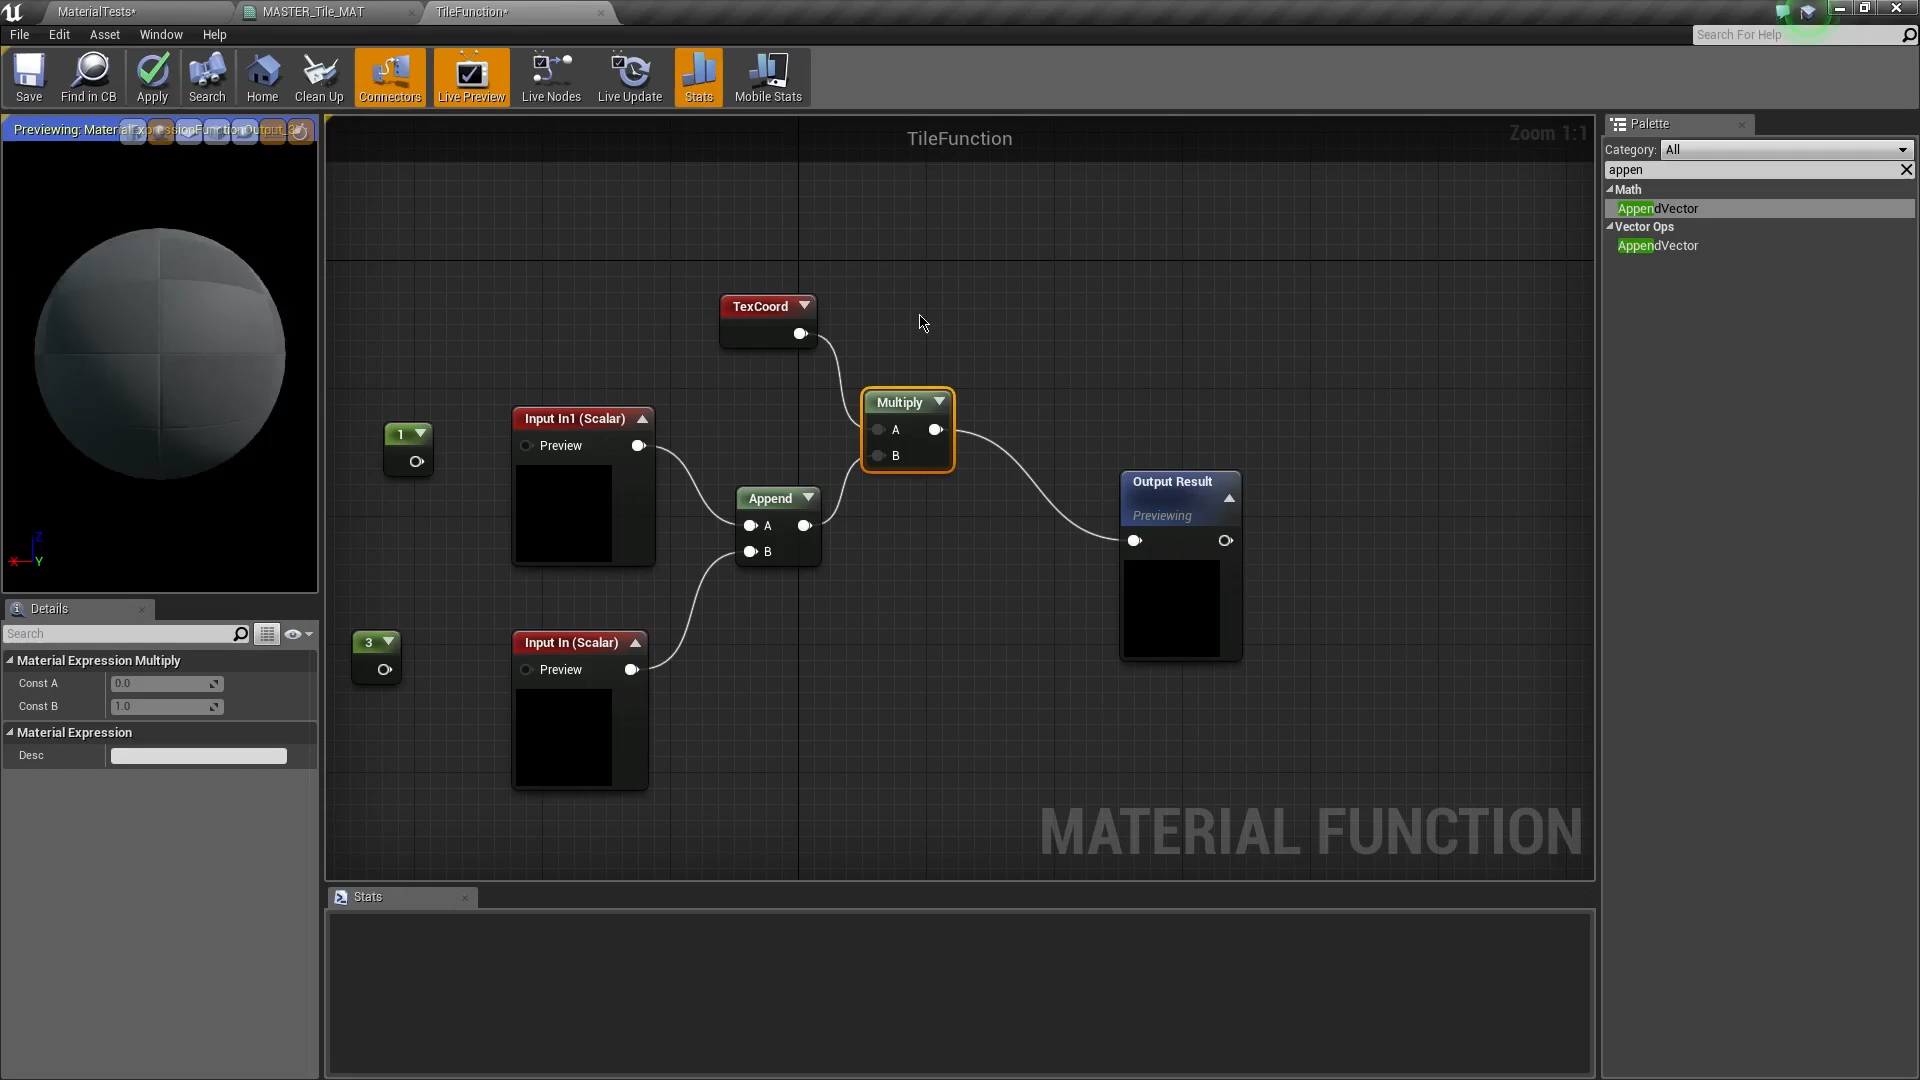 MaterialTests*
MASTER_Tile_MAT
TileFunction*
File
Edit
Asset
Window
Help
Search For Help
Save
Find in CB
Apply
Search
Home
Clean Up
Connectors
Live Preview
Live Nodes
Live Update
Stats
Mobile Stats
Previewing: MaterialExpressionFunctionOutput_
TileFunction
Zoom 1:1
Palette
Category:
All
appen
Math
AppendVector
Vector Ops
AppendVector
TexCoord
Multiply
A
B
Input In1 (Scalar)
Preview
1
Append
A
B
Output Result
Previewing
Input In (Scalar)
Preview
3
Z
X
Y
Details
Search
Material Expression Multiply
Const A
0.0
Const B
1.0
Material Expression
Desc
MATERIAL FUNCTION
Stats